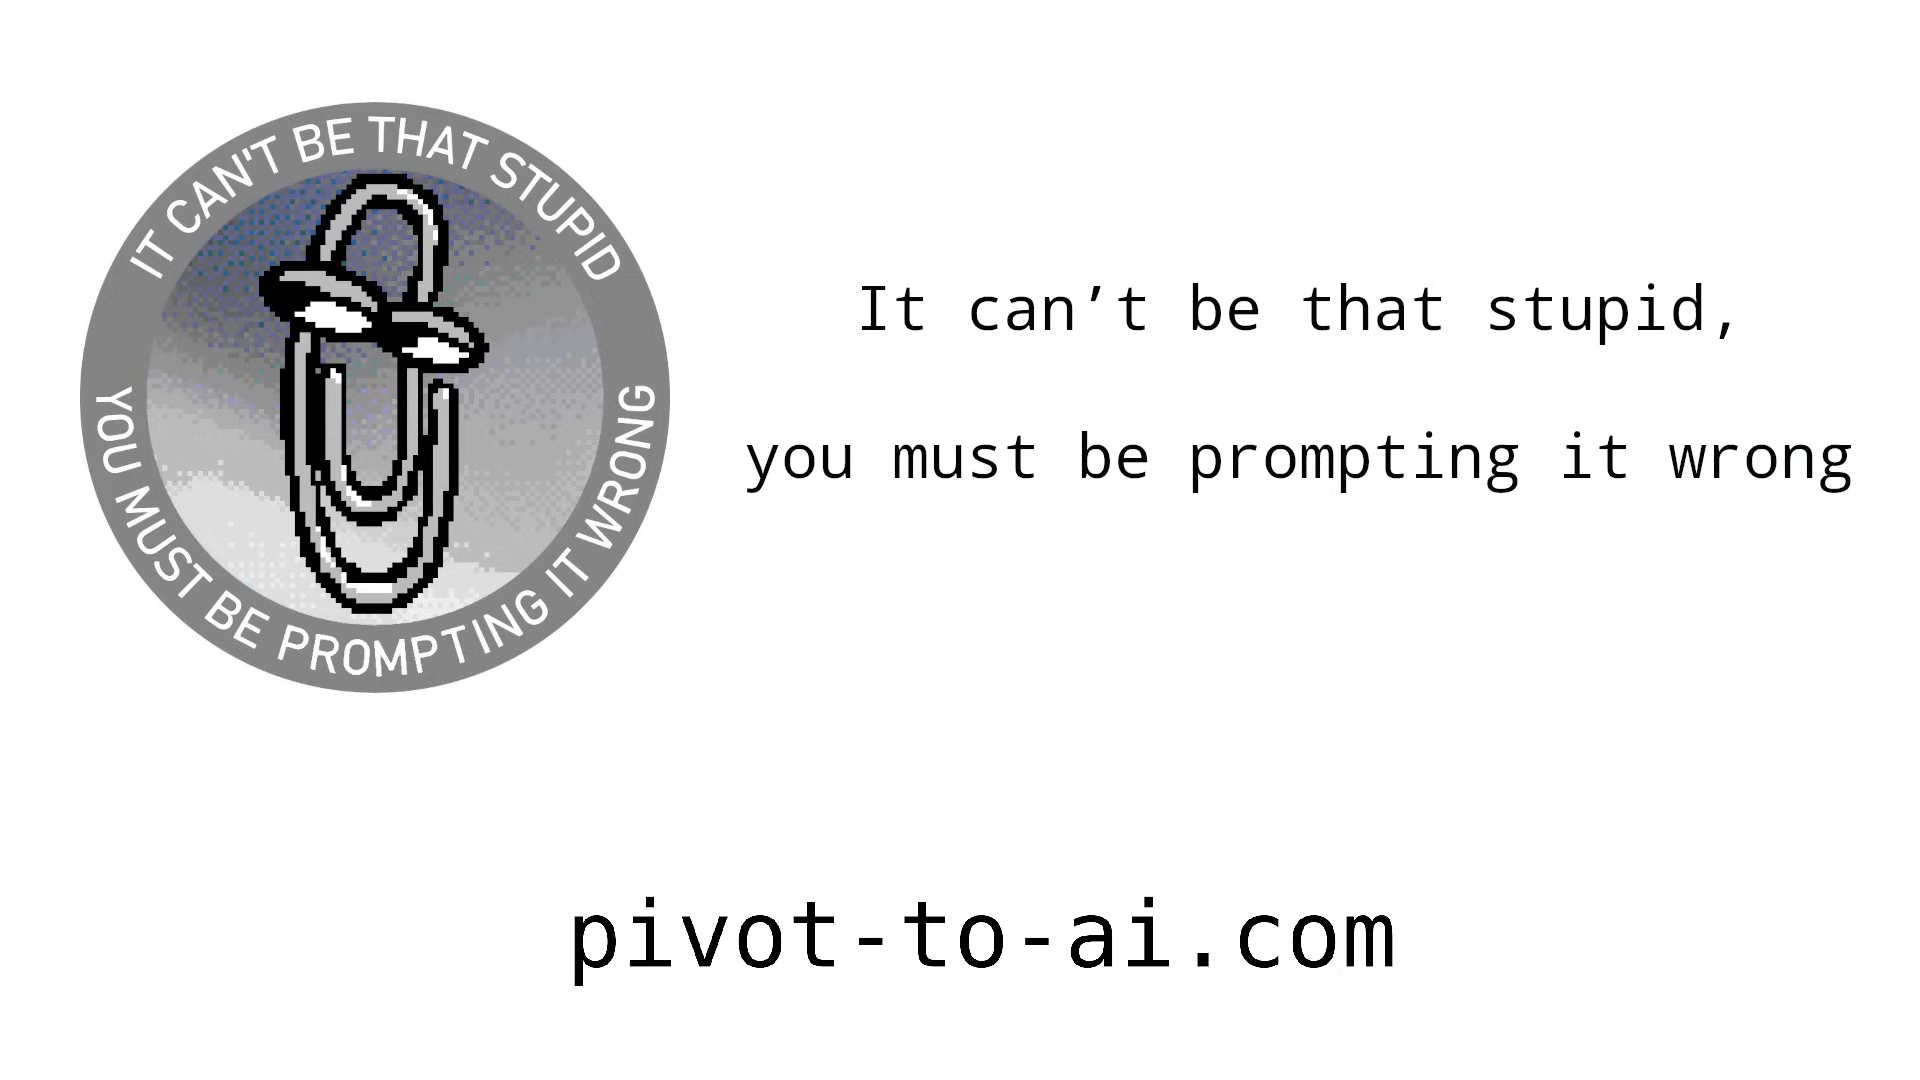 IT CAN'T BE THAT STUPID
YOU MUST BE PROMPTING IT WRONG
It can’t be that stupid,
you must be prompting it wrong
pivot-to-ai.com